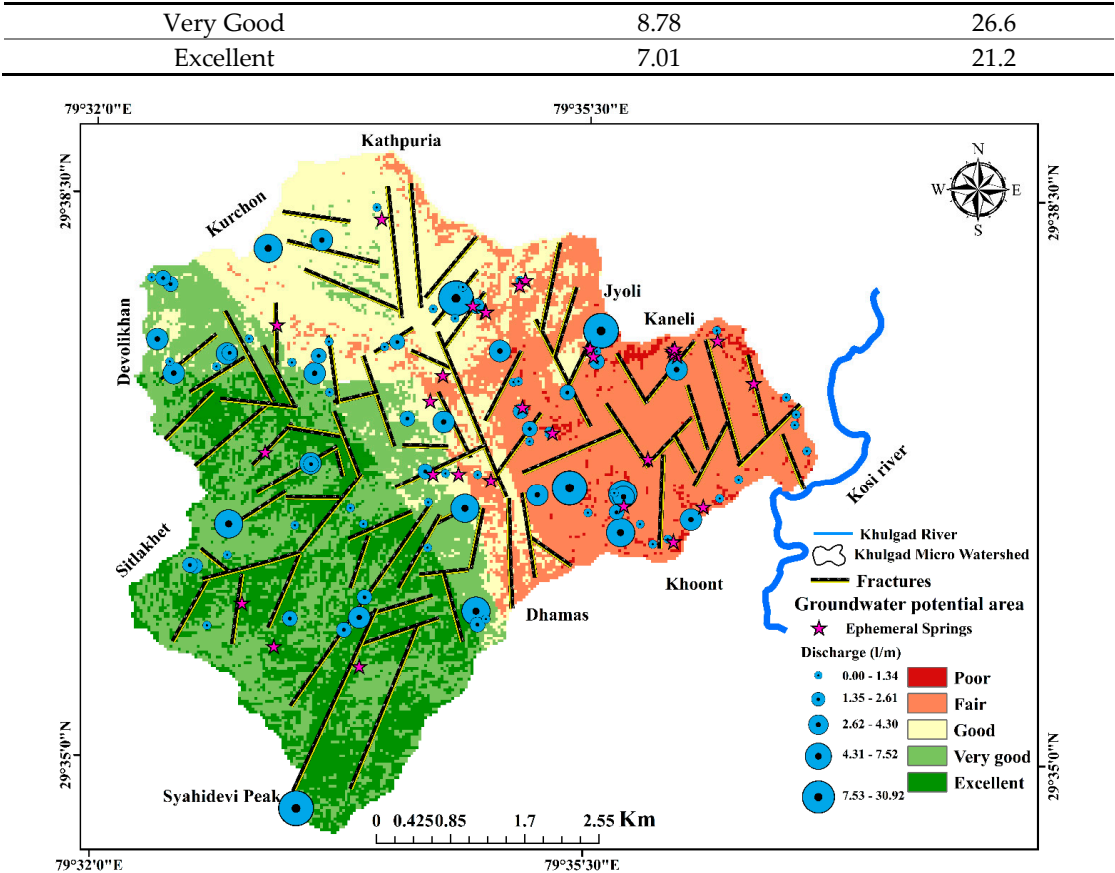 Very Good 8.78 26.6
Excellent 7.01 21.2
79°32'0"E 79°35'30"E
Kathpuria
N
W E
S
29°38'30"N
29°38'30"N
Kurchon
Jyoli
Kaneli
Devolikhan
Kosi river
Sitlakhet
Khulgad River
Khulgad Micro Watershed
Fractures
Khoont
Groundwater potential area
Dhamas
Ephemeral Springs
Discharge (l/m)
0.00 - 1.34 Poor
1.35 - 2.61 Fair
2.62 - 4.30 Good
4.31 - 7.52 Very good
7.53 - 30.92 Excellent
29°35'0"N
29°35'0"N
Syahidevi Peak
0 0.425 0.85 1.7 2.55 Km
79°32'0"E 79°35'30"E